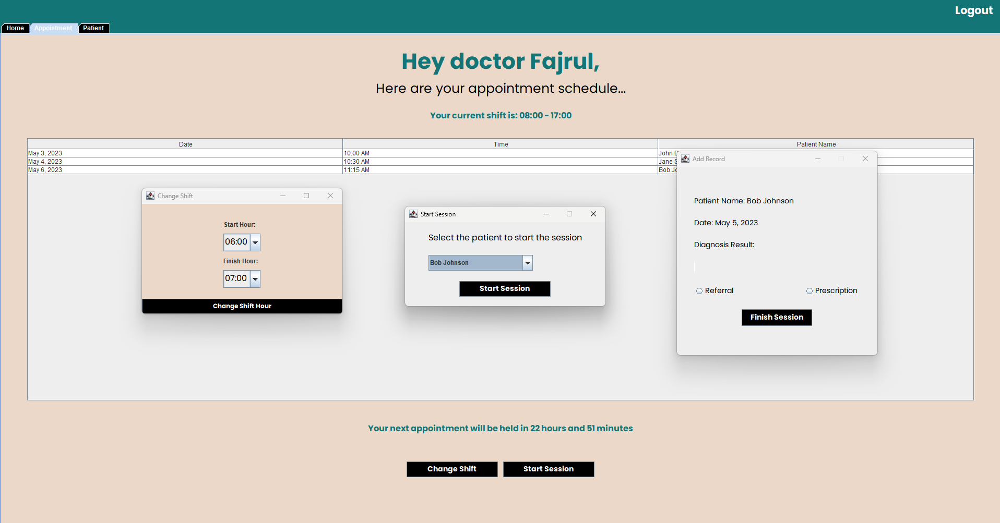 Logout
Home Appointment Patient
Hey doctor Fajrul,
Here are your appointment schedule...
Your current shift is: 08:00 - 17:00
Date Time Patient Name
May 3, 2023 10:00 AM John
May 4, 2023 10:30 AM Jane
May 6, 2023 11:15 AM Bob
Change Shift
Start Hour:
06:00
Finish Hour:
07:00
Change Shift Hour
Start Session
Select the patient to start the session
Bob Johnson
Start Session
Add Record
Patient Name: Bob Johnson
Date: May 5, 2023
Diagnosis Result:
Referral Prescription
Finish Session
Your next appointment will be held in 22 hours and 51 minutes
Change Shift Start Session